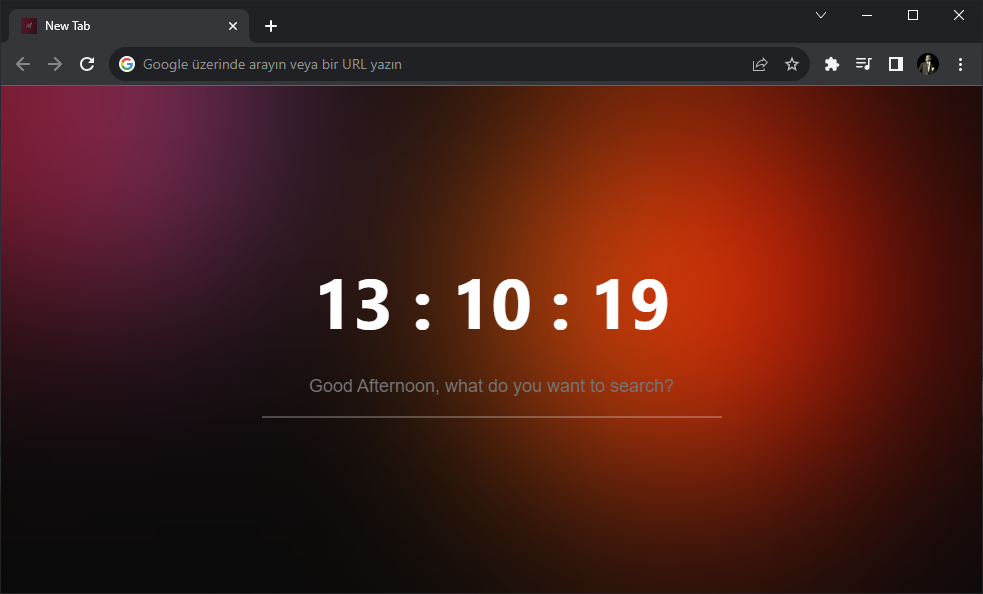 New Tab
Google üzerinde arayın veya bir URL yazın
13 : 10 : 19
Good Afternoon, what do you want to search?